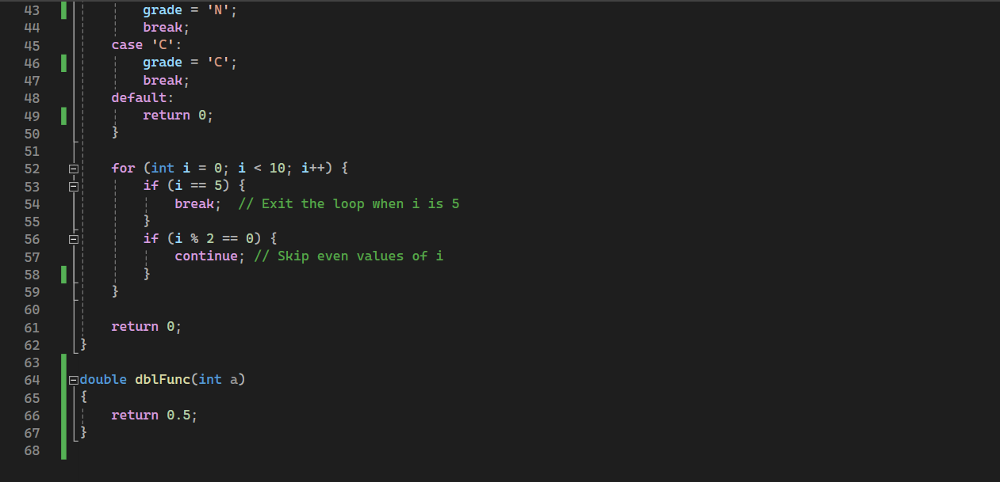 43 grade = 'N';
44 break;
45 case 'C':
46 grade = 'C';
47 break;
48 default:
49 return 0;
50 }
51
52 for (int i = 0; i < 10; i++) {
53 if (i == 5) {
54 break;  // Exit the loop when i is 5
55 }
56 if (i % 2 == 0) {
57 continue; // Skip even values of i
58 }
59 }
60
61 return 0;
62 }
63
64 double dblFunc(int a)
65 {
66 return 0.5;
67 }
68